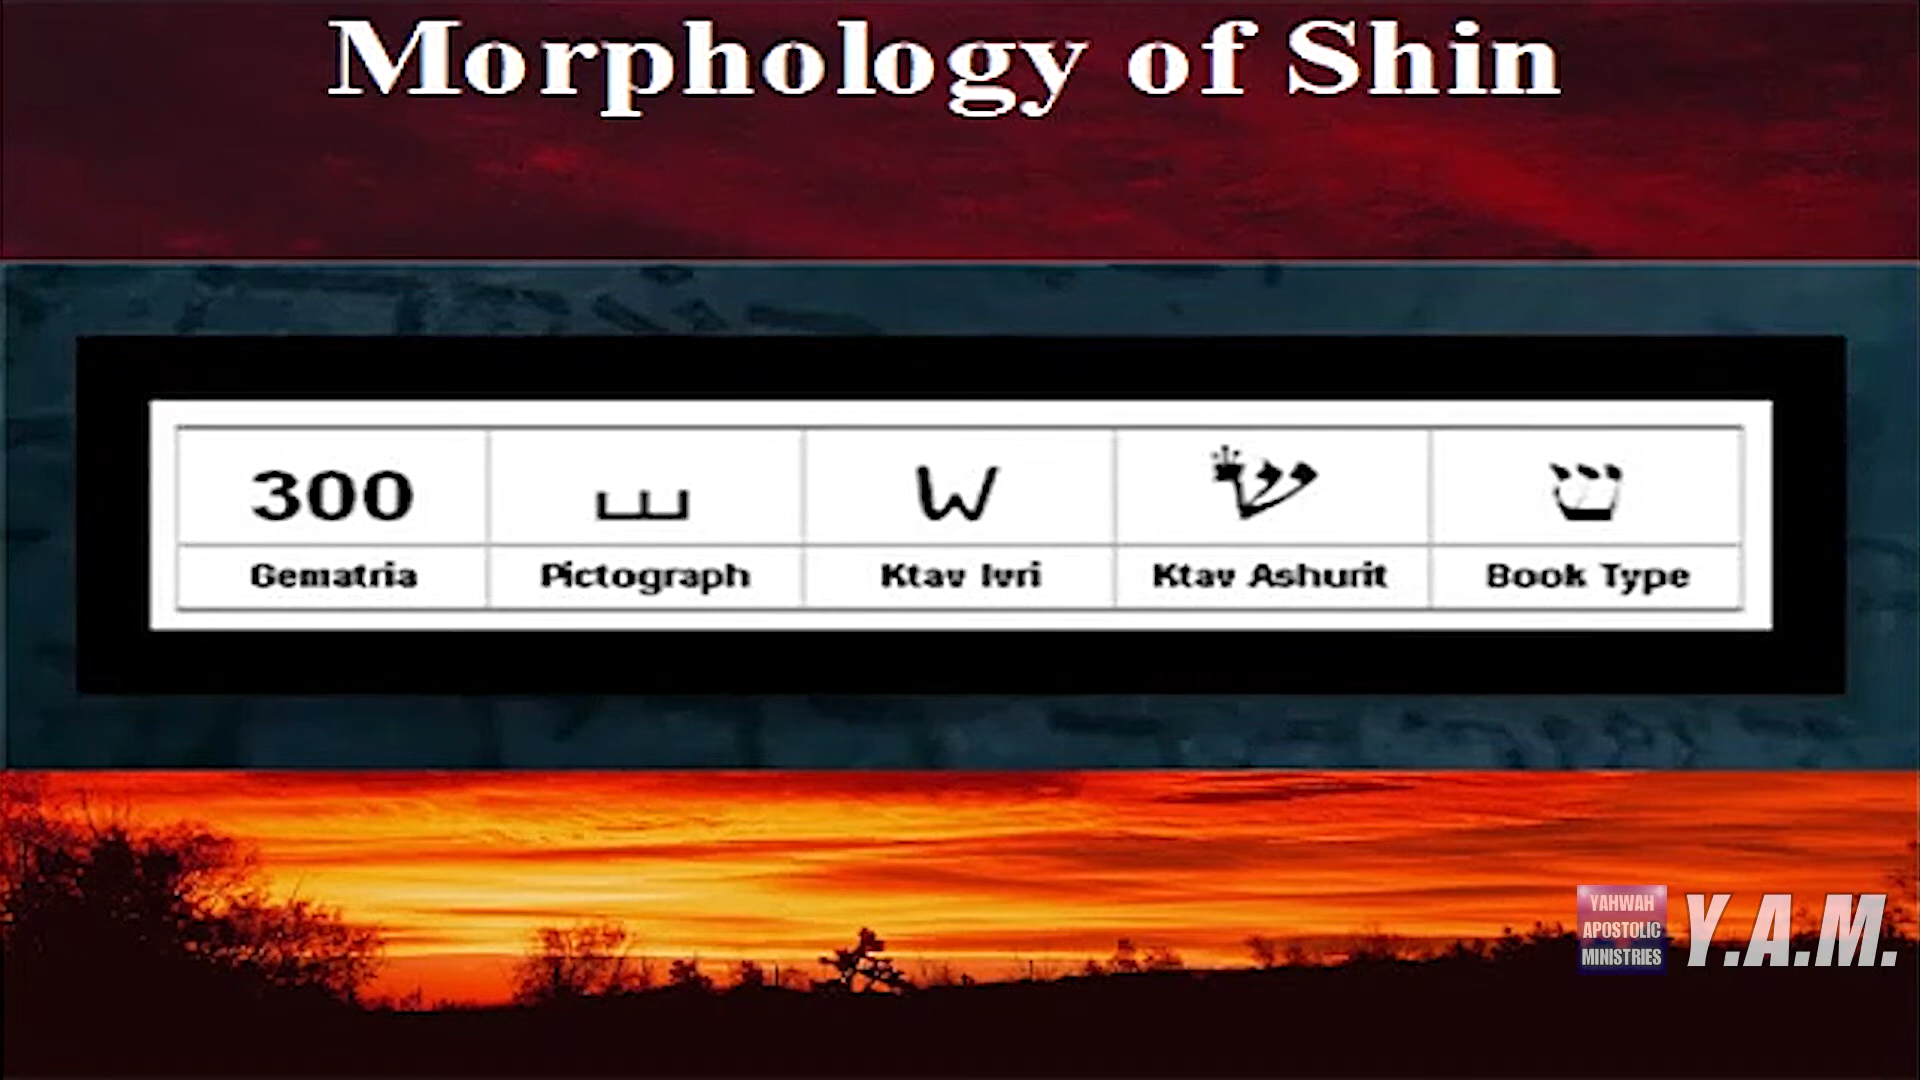 Morphology of Shin
300 ש W ש ש
Gematria Pictograph Ktav Ivri Ktav Ashurit Book Type
YAHWAH
APOSTOLIC
MINISTRIES
Y.A.M.